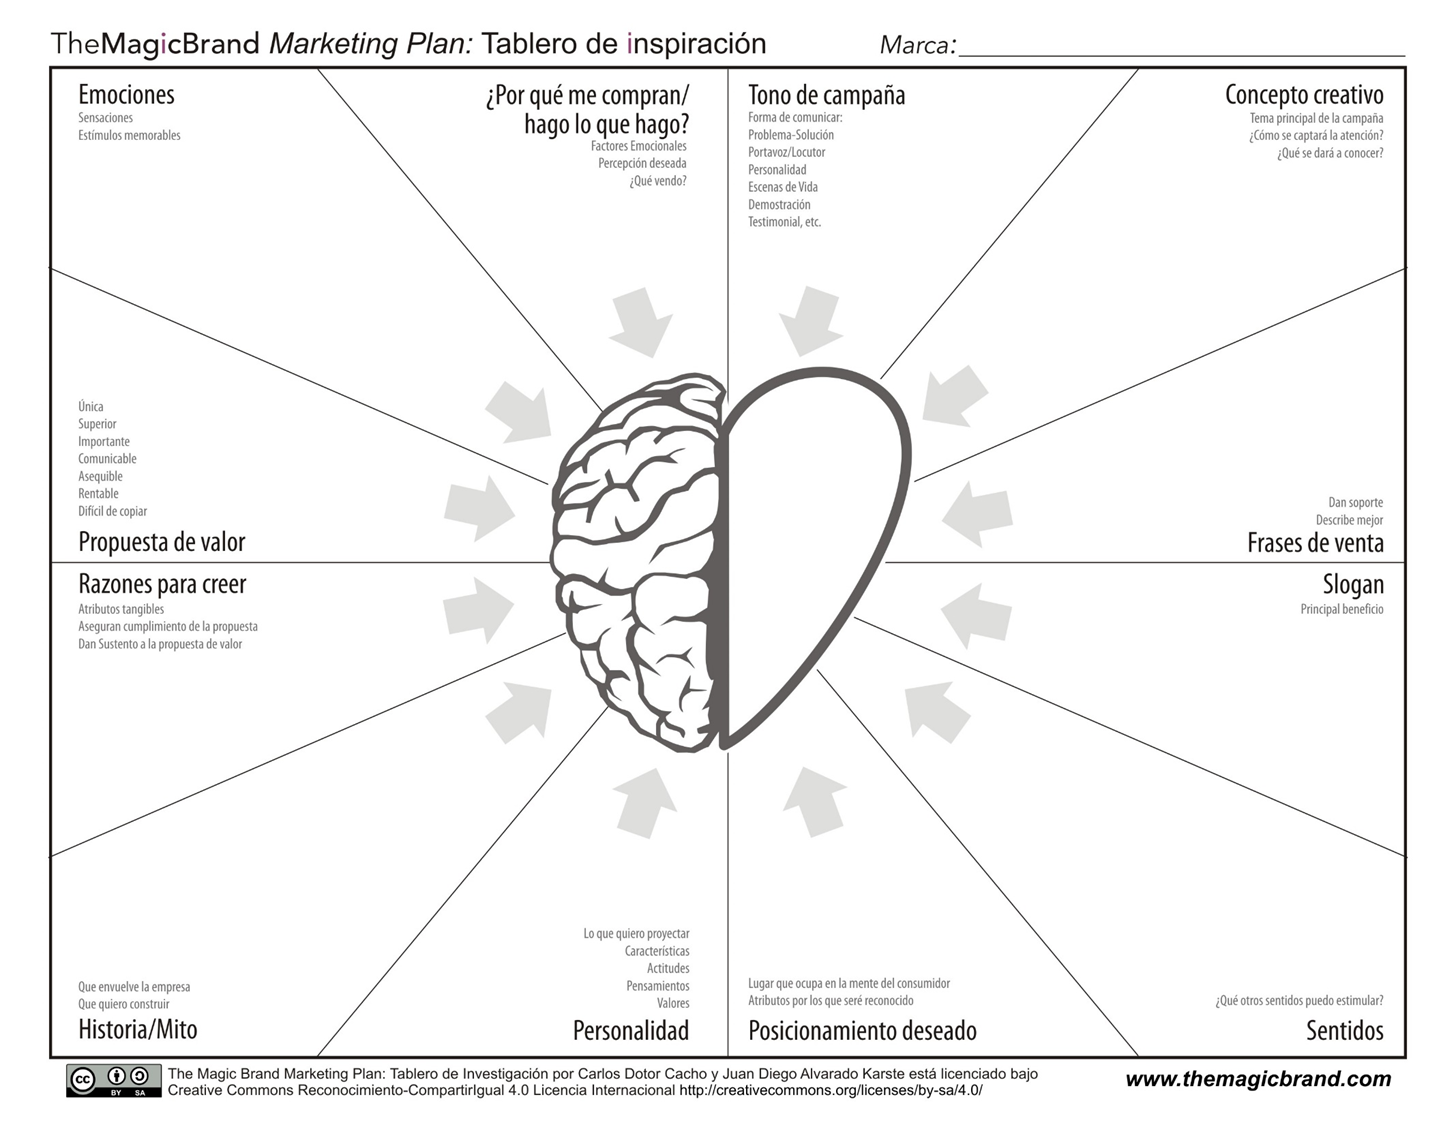 TheMagicBrand Marketing Plan: Tablero de inspiración
Marca:
Emociones
Sensaciones
Estímulos memorables
¿Por qué me compran/
hago lo que hago?
Factores Emocionales
Percepción deseada
¿Qué vendo?
Tono de campaña
Forma de comunicar:
Problema-Solución
Portavoz/Locutor
Personalidad
Escenas de Vida
Demostración
Testimonial, etc.
Concepto creativo
Tema principal de la campaña
¿Cómo se captará la atención?
¿Qué se dará a conocer?
Única
Superior
Importante
Comunicable
Asequible
Rentable
Difícil de copiar
Propuesta de valor
Dan soporte
Describe mejor
Frases de venta
Razones para creer
Atributos tangibles
Aseguran cumplimiento de la propuesta
Dan Sustento a la propuesta de valor
Slogan
Principal beneficio
Que envuelve la empresa
Que quiero construir
Historia/Mito
Lo que quiero proyectar
Características
Actitudes
Pensamientos
Valores
Personalidad
Lugar que ocupa en la mente del consumidor
Atributos por los que seré reconocido
Posicionamiento deseado
¿Qué otros sentidos puedo estimular?
Sentidos
cc BY SA
The Magic Brand Marketing Plan: Tablero de Investigación por Carlos Dotor Cacho y Juan Diego Alvarado Karste está licenciado bajo
Creative Commons Reconocimiento-CompartirIgual 4.0 Licencia Internacional http://creativecommons.org/licenses/by-sa/4.0/
www.themagicbrand.com